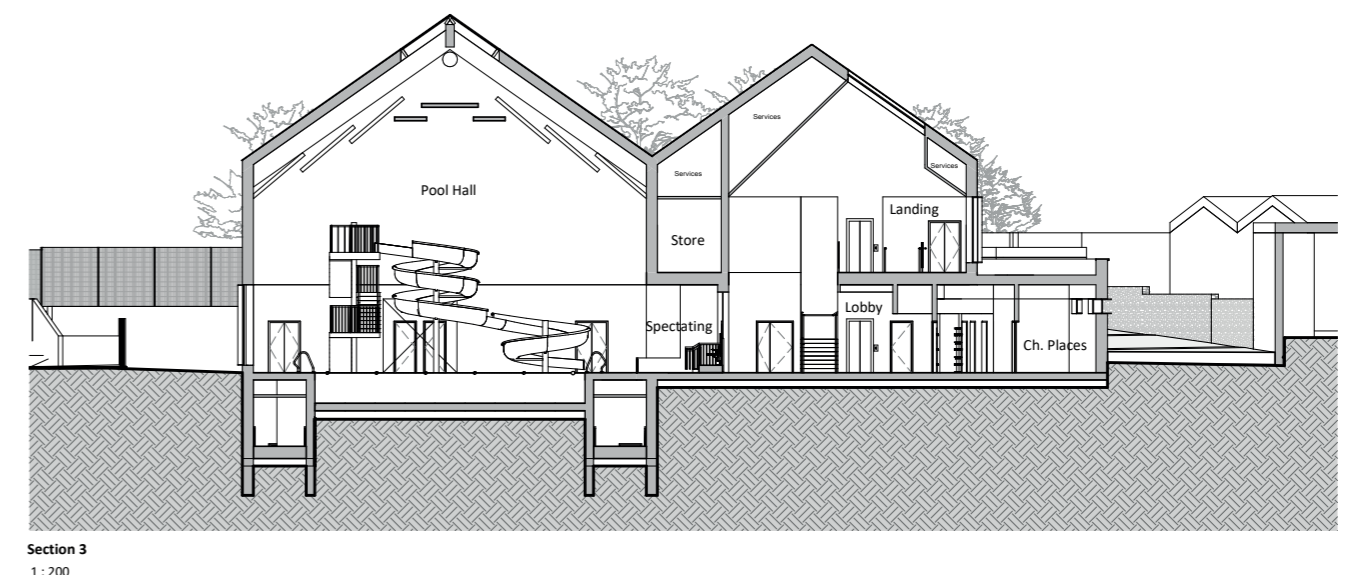 Services
Services
Services
Pool Hall
Landing
Store
Lobby
Spectating
Ch. Places
Section 3
1 : 200